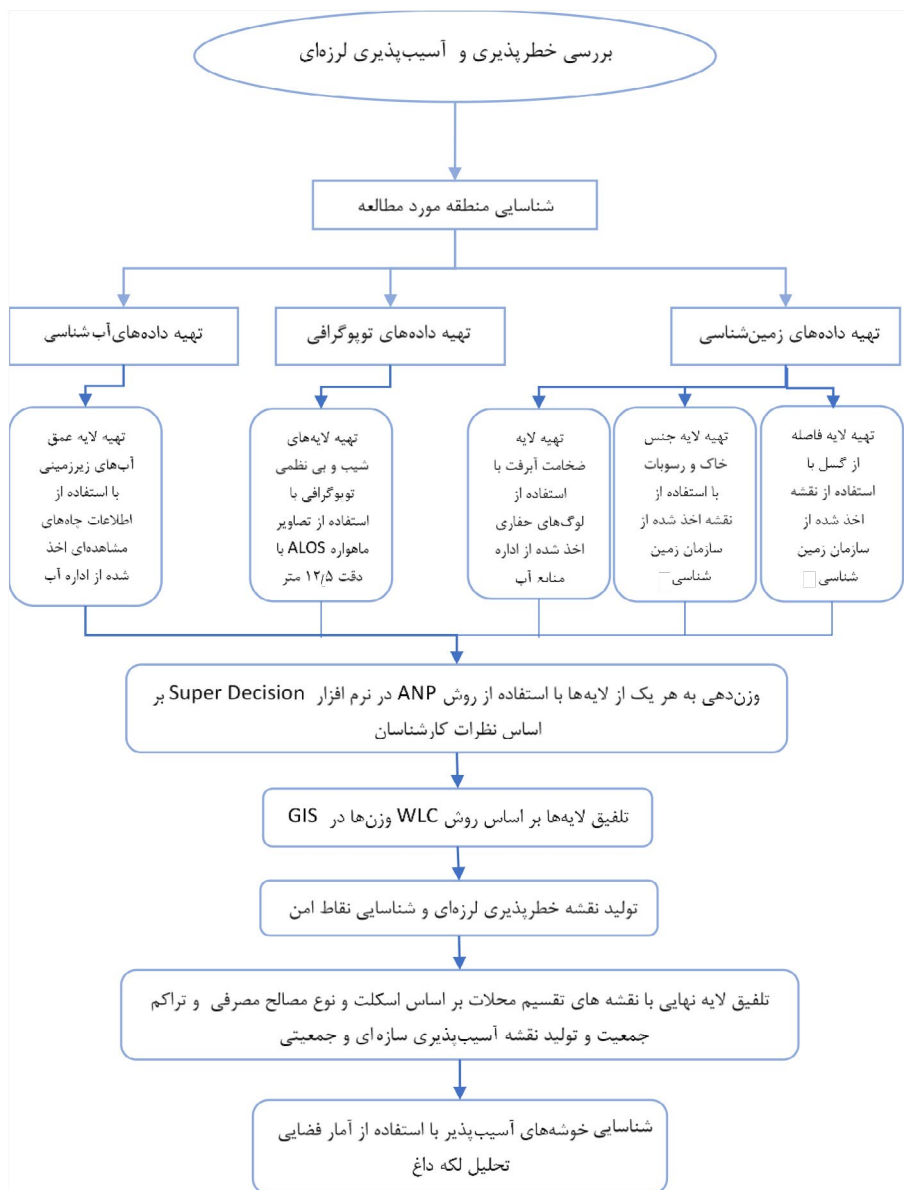 بررسی خطرپذیری و آسیب‌پذیری لرزه‌ای
شناسایی منطقه مورد مطالعه
تهیه داده‌های زمین‌شناسی
تهیه داده‌های توپوگرافی
تهیه داده‌های آب‌شناسی
تهیه لایه فاصله
از گسل با
استفاده از نقشه
اخذ شده از
سازمان زمین
شناسی
تهیه لایه جنس
خاک و رسوبات
با استفاده از
نقشه اخذ شده از
سازمان زمین
شناسی
تهیه لایه
ضخامت آبرفت با
استفاده از
لوگ‌های حفاری
اخذ شده از اداره
منابع آب
تهیه لایه‌های
شیب و بی نظمی
توپوگرافی با
استفاده از تصاویر
ماهواره ALOS با
دقت ۱۲/۵ متر
تهیه لایه عمق
آب‌های زیرزمینی
با استفاده از
اطلاعات چاه‌های
مشاهده‌ای اخذ
شده از اداره آب
وزن‌دهی به هر یک از لایه‌ها با استفاده از روش ANP در نرم افزار Super Decision بر
اساس نظرات کارشناسان
تلفیق لایه‌ها بر اساس روش WLC وزن‌ها در GIS
تولید نقشه خطرپذیری لرزه‌ای و شناسایی نقاط امن
تلفیق لایه نهایی با نقشه های تقسیم محلات بر اساس اسکلت و نوع مصالح مصرفی و تراکم
جمعیت و تولید نقشه آسیب‌پذیری سازه‌ای و جمعیتی
شناسایی خوشه‌های آسیب‌پذیر با استفاده از آمار فضایی
تحلیل لکه داغ